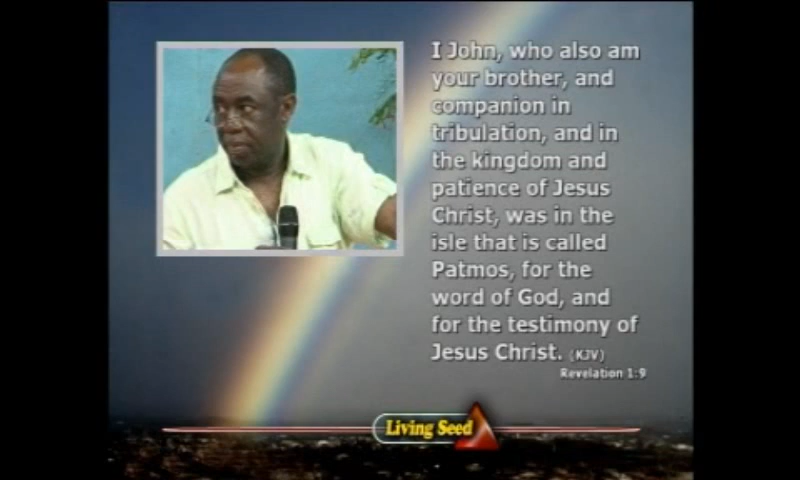 I John, who also am
your brother, and
companion in
tribulation, and in
the kingdom and
patience of Jesus
Christ, was in the
isle that is called
Patmos, for the
word of God, and
for the testimony of
Jesus Christ. (KJV)
Revelation 1:9
Living Seed